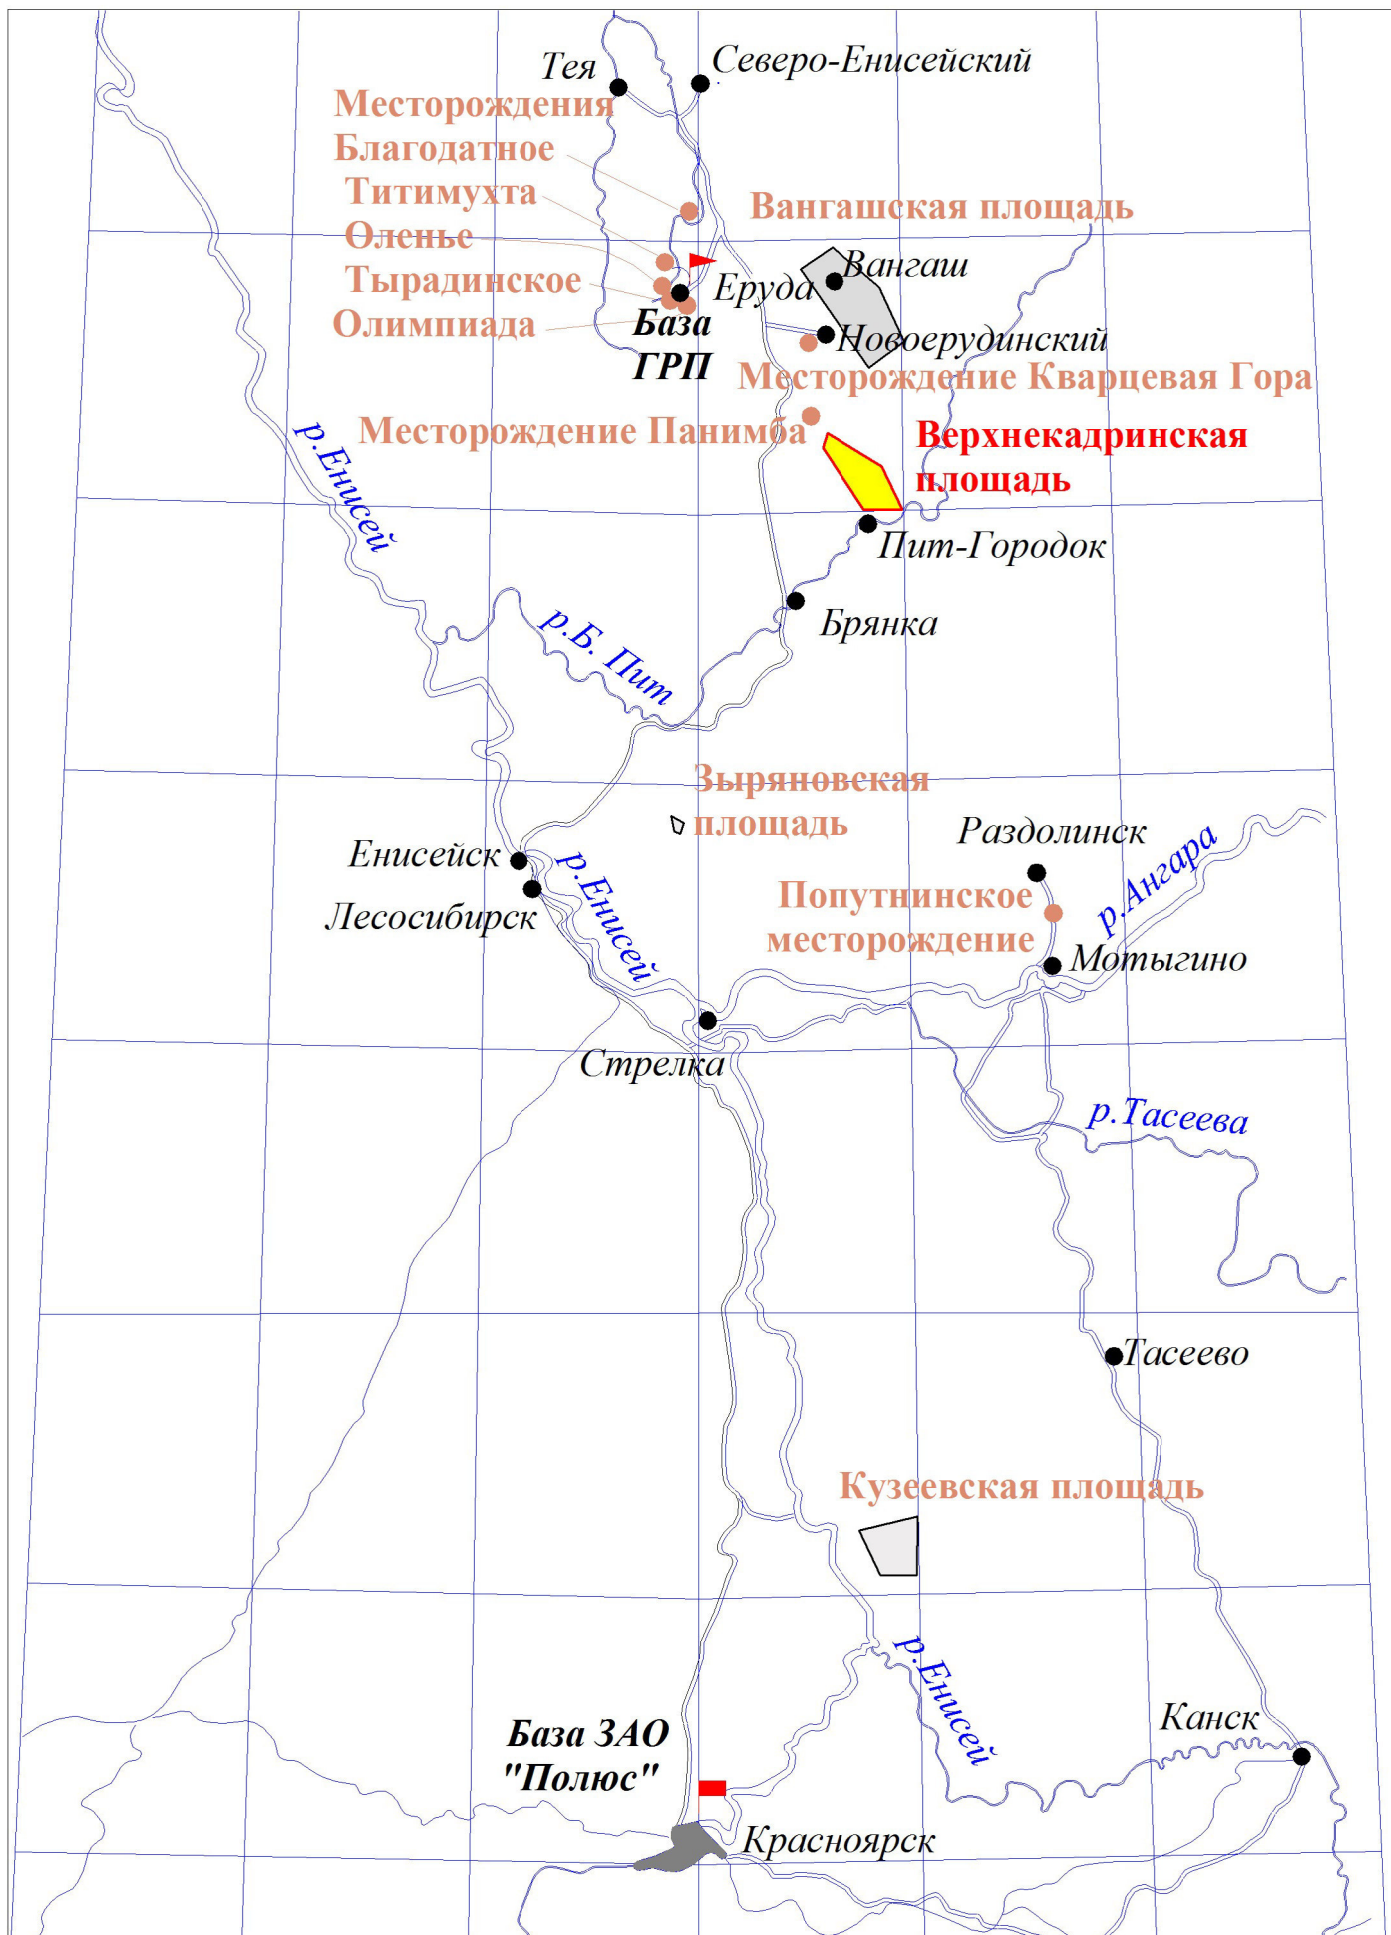 Тея
Северо-Енисейский
Месторождения
Благодатное
Титимухта
Оленье
Тырадинское
Олимпиада
Вангашская площадь
Вангаш
Еруда
База
ГРП
Новоерудинский
Месторождение Кварцевая Гора
Месторождение Панимба
Верхнекадринская
площадь
р.Енисей
Пит-Городок
Брянка
р.Б. Пит
Зыряновская
площадь
Раздолинск
Енисейск
Лесосибирск
р.Енисей
Попутнинское
месторождение
р.Ангара
Мотыгино
Стрелка
р.Тасеева
Тасеево
Кузеевская площадь
р.Енисей
Канск
База ЗАО
"Полюс"
Красноярск